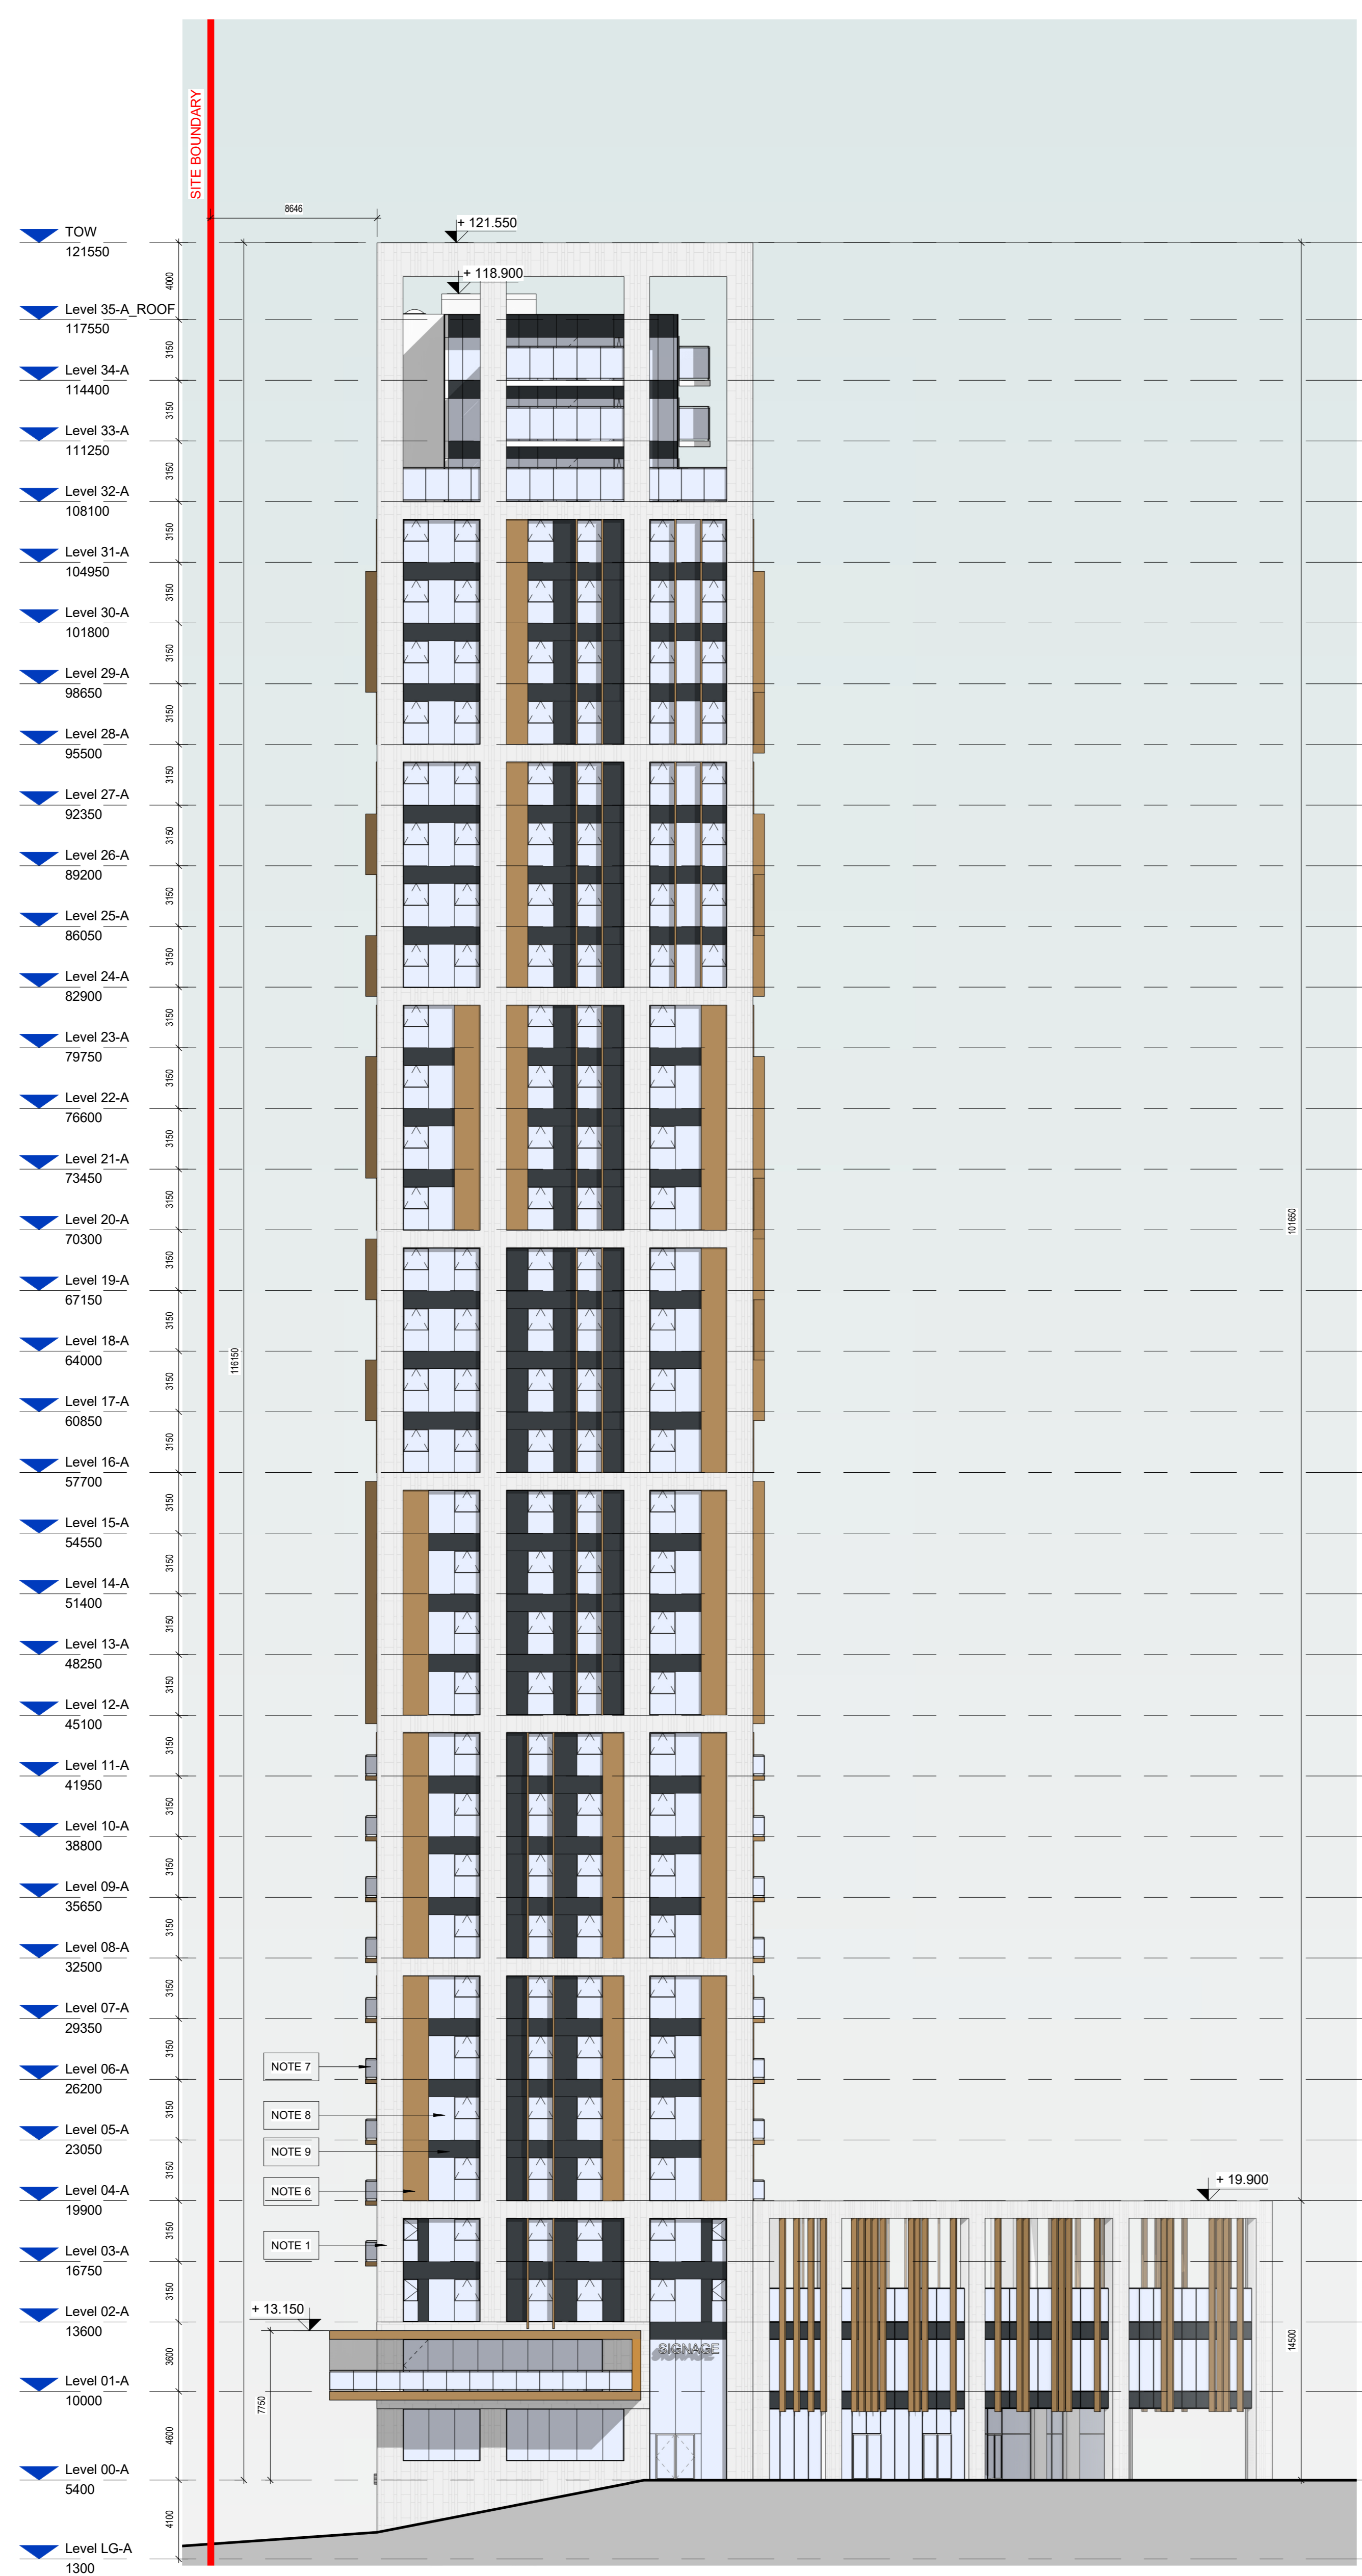 SITE BOUNDARY
8646
+ 121.550
TOW
121550
4000
+ 118.900
Level 35-A_ROOF
117550
3150
Level 34-A
114400
3150
Level 33-A
111250
3150
Level 32-A
108100
3150
Level 31-A
104950
3150
Level 30-A
101800
3150
Level 29-A
98650
3150
Level 28-A
95500
3150
Level 27-A
92350
3150
Level 26-A
89200
3150
Level 25-A
86050
3150
Level 24-A
82900
3150
Level 23-A
79750
3150
Level 22-A
76600
3150
Level 21-A
73450
3150
Level 20-A
70300
101650
3150
Level 19-A
67150
3150
Level 18-A
64000
116150
3150
Level 17-A
60850
3150
Level 16-A
57700
3150
Level 15-A
54550
3150
Level 14-A
51400
3150
Level 13-A
48250
3150
Level 12-A
45100
3150
Level 11-A
41950
3150
Level 10-A
38800
3150
Level 09-A
35650
3150
Level 08-A
32500
3150
Level 07-A
29350
3150
NOTE 7
Level 06-A
26200
3150
NOTE 8
Level 05-A
23050
NOTE 9
3150
+ 19.900
NOTE 6
Level 04-A
19900
3150
NOTE 1
Level 03-A
16750
3150
+ 13.150
Level 02-A
13600
SIGNAGE
3600
14500
Level 01-A
10000
7750
4600
Level 00-A
5400
4100
Level LG-A
1300